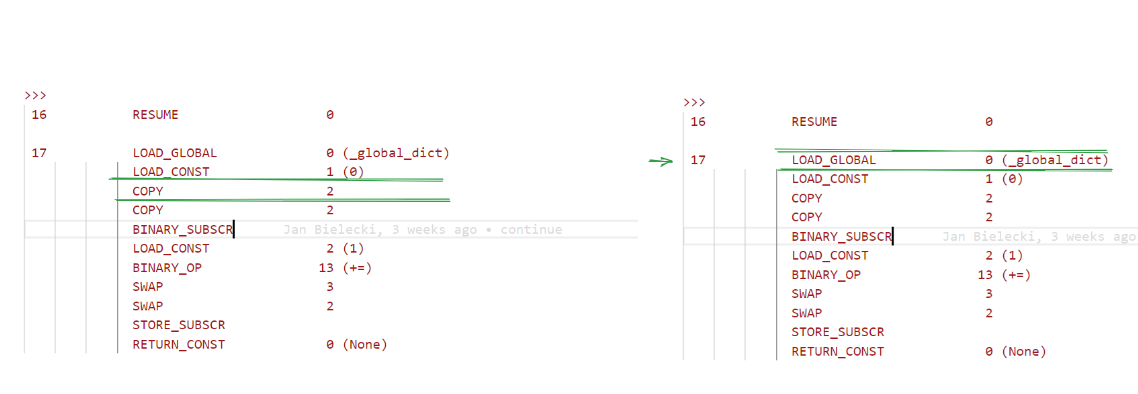 >>>
16 RESUME 0
17 LOAD_GLOBAL 0 (_global_dict)
LOAD_CONST 1 (0)
COPY 2
COPY 2
BINARY_SUBSCR Jan Bielecki, 3 weeks ago • continue
LOAD_CONST 2 (1)
BINARY_OP 13 (+=)
SWAP 3
SWAP 2
STORE_SUBSCR
RETURN_CONST 0 (None)
>>>
16 RESUME 0
17 LOAD_GLOBAL 0 (_global_dict)
LOAD_CONST 1 (0)
COPY 2
COPY 2
BINARY_SUBSCR Jan Bielecki, 3 weeks ago
LOAD_CONST 2 (1)
BINARY_OP 13 (+=)
SWAP 3
SWAP 2
STORE_SUBSCR
RETURN_CONST 0 (None)